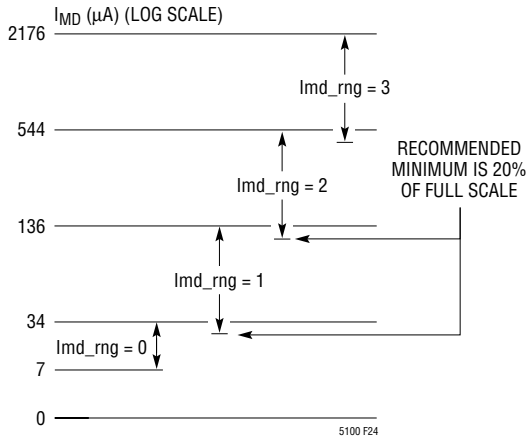 I_MD (µA) (LOG SCALE)
2176
Imd_rng = 3
544
RECOMMENDED
MINIMUM IS 20%
OF FULL SCALE
Imd_rng = 2
136
Imd_rng = 1
34
Imd_rng = 0
7
0
5100 F24